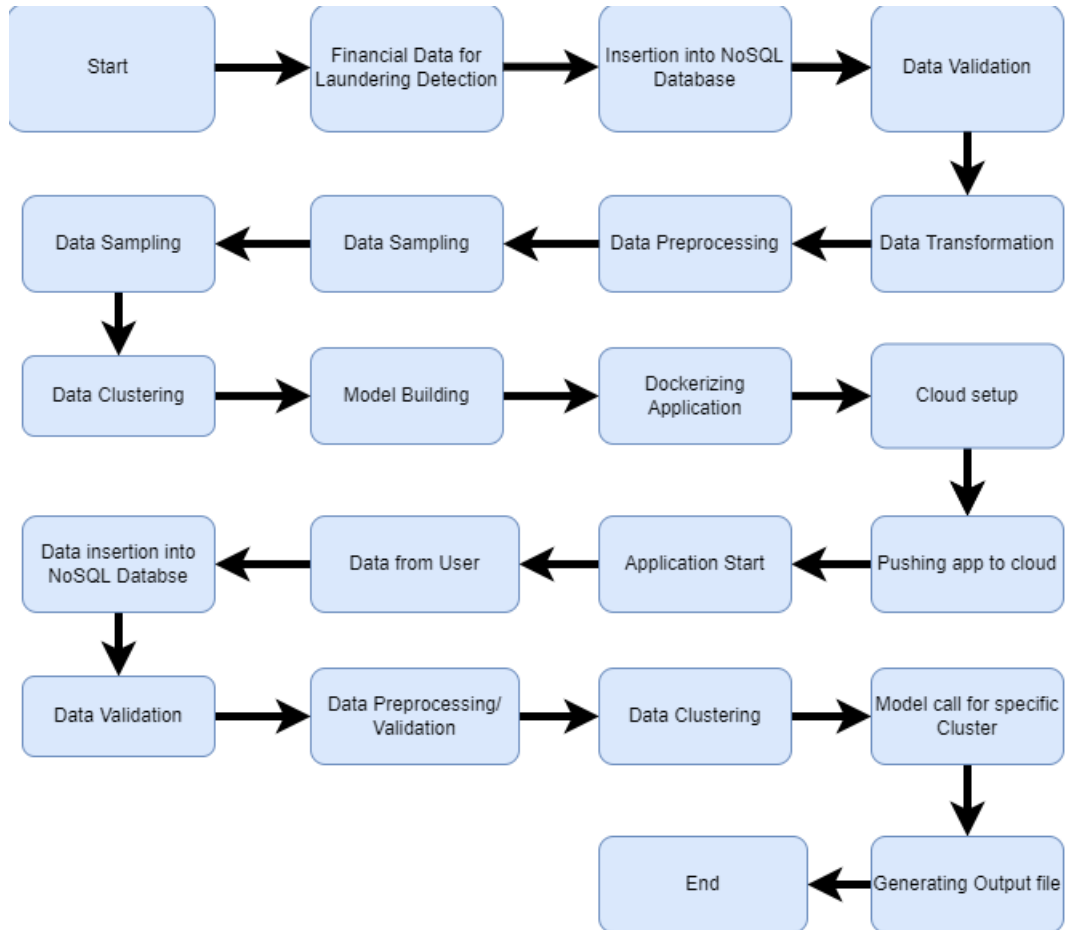 Start
Financial Data for
Laundering Detection
Insertion into NoSQL
Database
Data Validation
Data Transformation
Data Preprocessing
Data Sampling
Data Sampling
Data Clustering
Model Building
Dockerizing
Application
Cloud setup
Pushing app to cloud
Application Start
Data from User
Data insertion into
NoSQL Databse
Data Validation
Data Preprocessing/
Validation
Data Clustering
Model call for specific
Cluster
Generating Output file
End